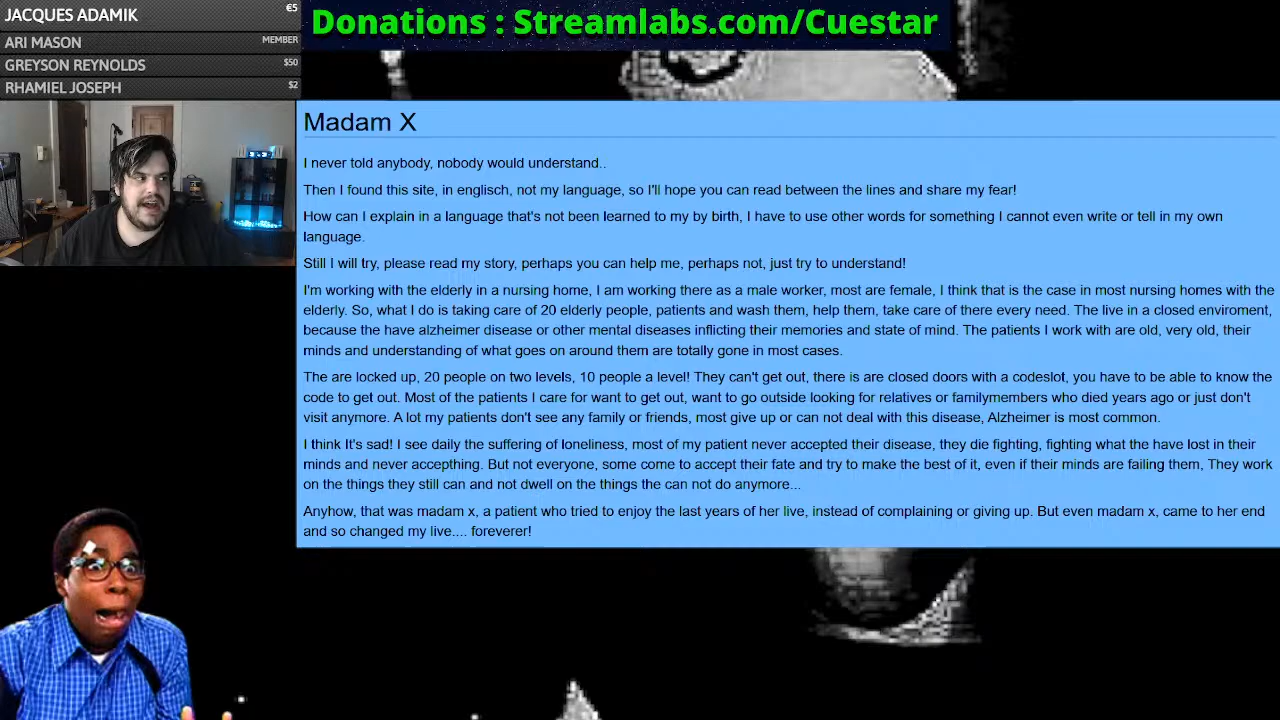 JACQUES ADAMIK €5
ARI MASON MEMBER
GREYSON REYNOLDS $50
RHAMIEL JOSEPH $2
Donations : Streamlabs.com/Cuestar
Madam X
I never told anybody, nobody would understand..
Then I found this site, in englisch, not my language, so I'll hope you can read between the lines and share my fear!
How can I explain in a language that's not been learned to my by birth, I have to use other words for something I cannot even write or tell in my own
language.
Still I will try, please read my story, perhaps you can help me, perhaps not, just try to understand!
I'm working with the elderly in a nursing home, I am working there as a male worker, most are female, I think that is the case in most nursing homes with the
elderly. So, what I do is taking care of 20 elderly people, patients and wash them, help them, take care of there every need. The live in a closed enviroment,
because the have alzheimer disease or other mental diseases inflicting their memories and state of mind. The patients I work with are old, very old, their
minds and understanding of what goes on around them are totally gone in most cases.
The are locked up, 20 people on two levels, 10 people a level! They can't get out, there is are closed doors with a codeslot, you have to be able to know the
code to get out. Most of the patients I care for want to get out, want to go outside looking for relatives or familymembers who died years ago or just don't
visit anymore. A lot my patients don't see any family or friends, most give up or can not deal with this disease, Alzheimer is most common.
I think It's sad! I see daily the suffering of loneliness, most of my patient never accepted their disease, they die fighting, fighting what the have lost in their
minds and never accepthing. But not everyone, some come to accept their fate and try to make the best of it, even if their minds are failing them, They work
on the things they still can and not dwell on the things the can not do anymore...
Anyhow, that was madam x, a patient who tried to enjoy the last years of her live, instead of complaining or giving up. But even madam x, came to her end
and so changed my live.... foreverer!